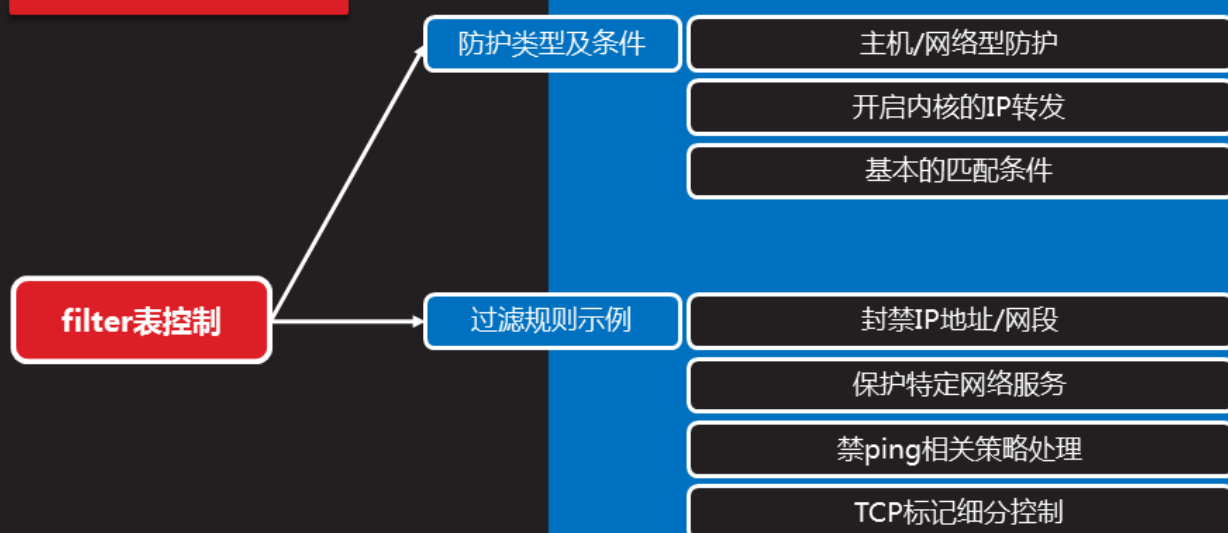 防护类型及条件
主机/网络型防护
开启内核的IP转发
基本的匹配条件
filter表控制
过滤规则示例
封禁IP地址/网段
保护特定网络服务
禁ping相关策略处理
TCP标记细分控制